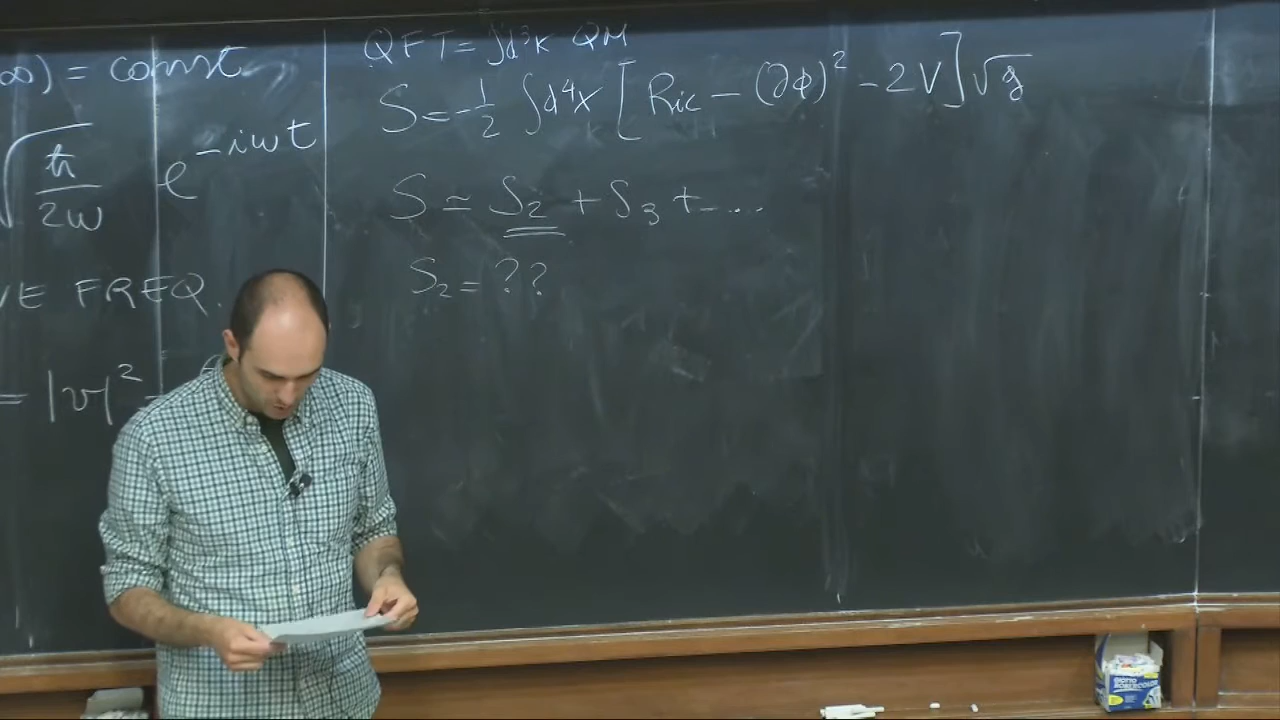 ∞) = const
√(ħ/2ω) e^{-iωt}
VE FREQ.
= |v|² =
QFT = ∫d³k QM
S = -1/2 ∫d⁴x [Ric - (∂φ)² - 2V]√g
S ≃ S₂ + S₃ + ...
S₂ = ??